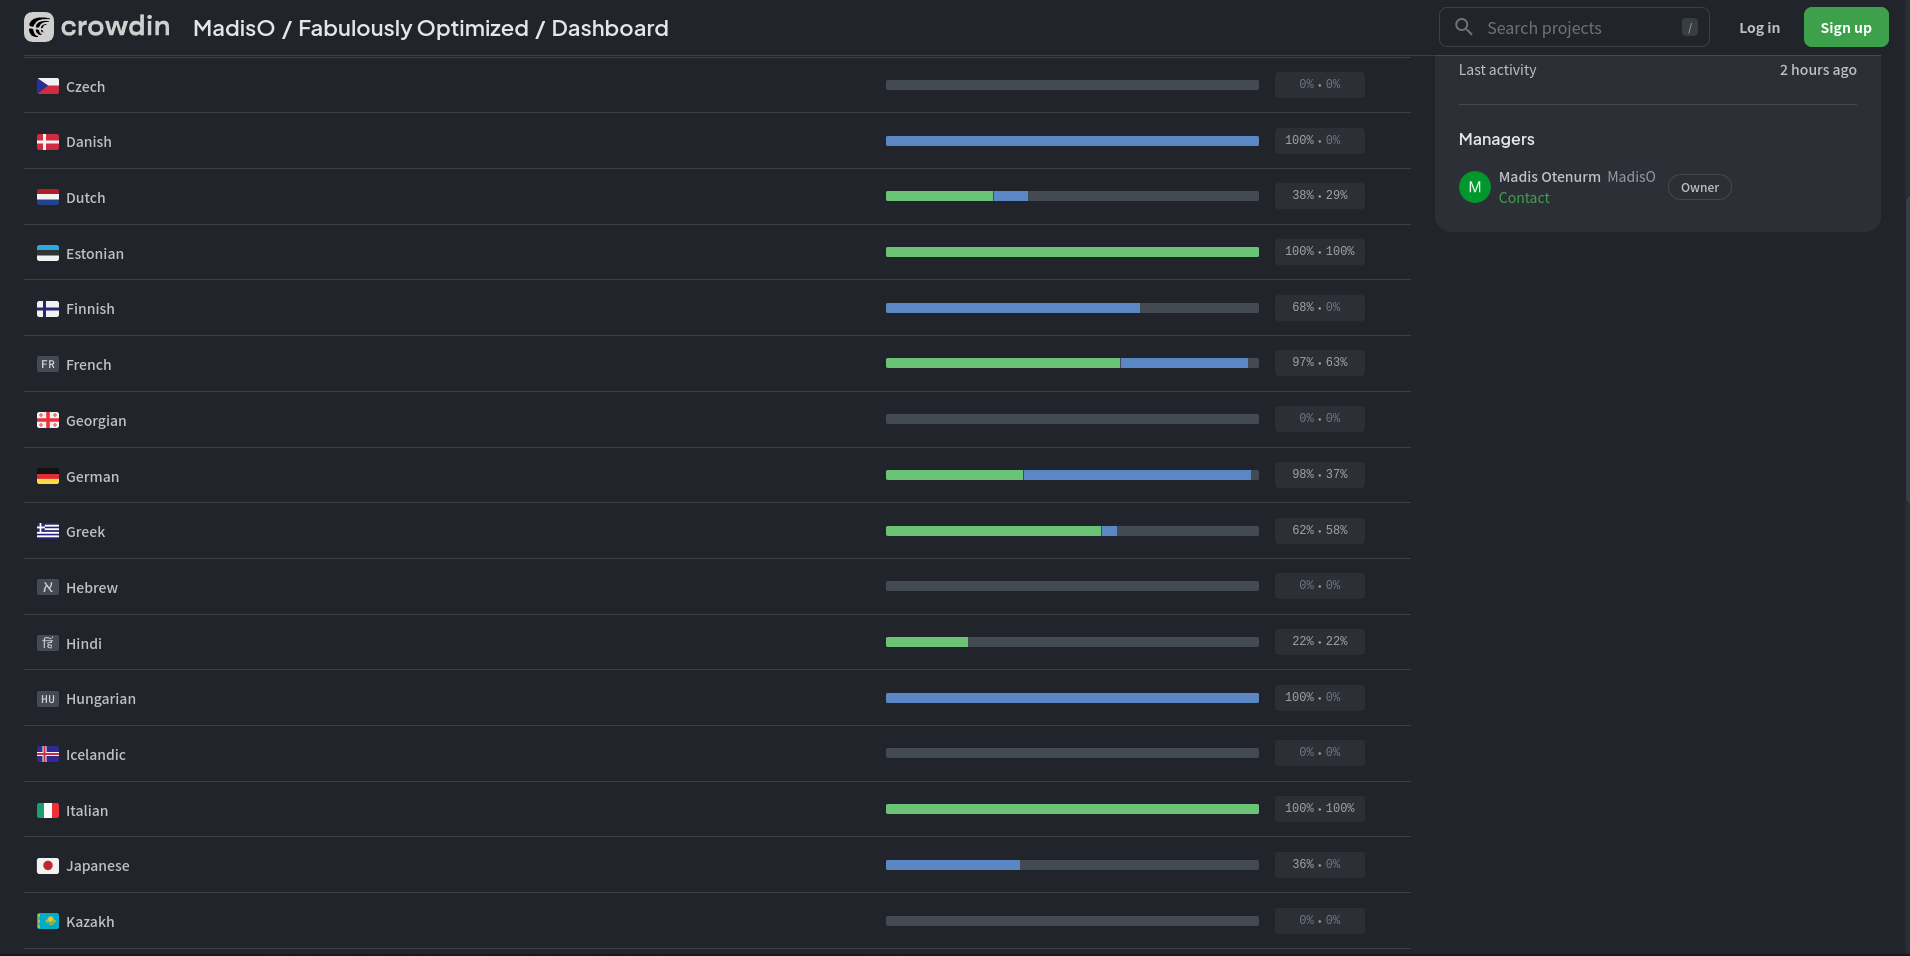 crowdin MadisO / Fabulously Optimized / Dashboard Search projects / Log in Sign up
Czech 0% • 0%
Danish 100% • 0%
Dutch 38% • 29%
Estonian 100% • 100%
Finnish 68% • 0%
FR French 97% • 63%
Georgian 0% • 0%
German 98% • 37%
Greek 62% • 58%
א Hebrew 0% • 0%
हिं Hindi 22% • 22%
HU Hungarian 100% • 0%
Icelandic 0% • 0%
Italian 100% • 100%
Japanese 36% • 0%
Kazakh 0% • 0%
Last activity 2 hours ago
Managers
M Madis Otenurm MadisO Owner
Contact